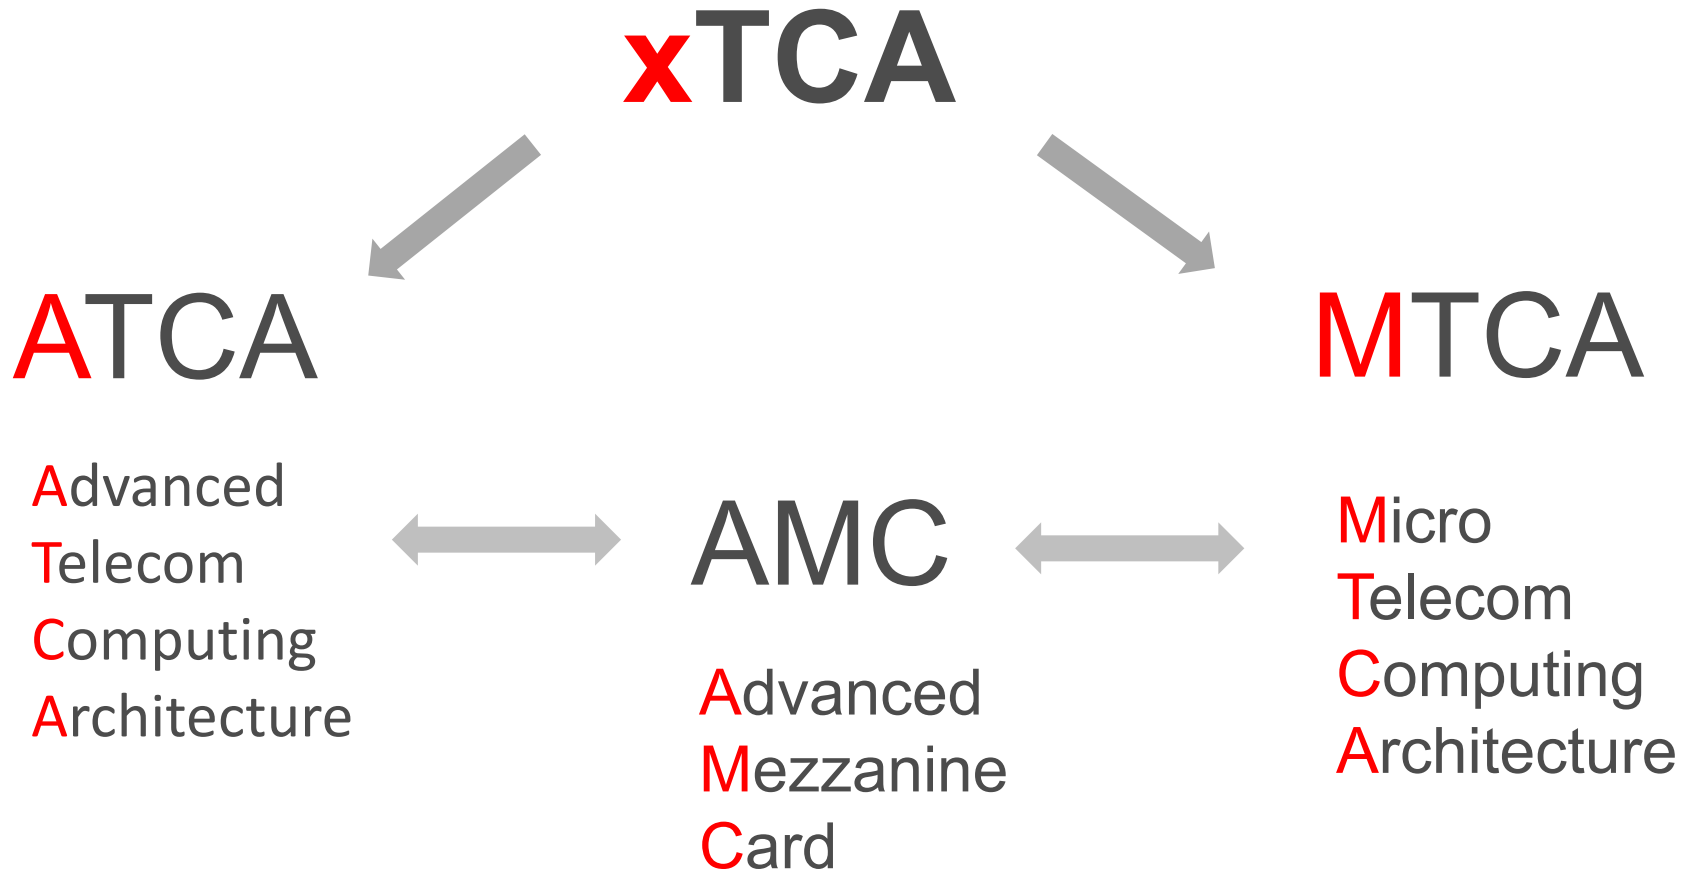 xTCA
ATCA
Advanced
Telecom
Computing
Architecture
AMC
Advanced
Mezzanine
Card
MTCA
Micro
Telecom
Computing
Architecture